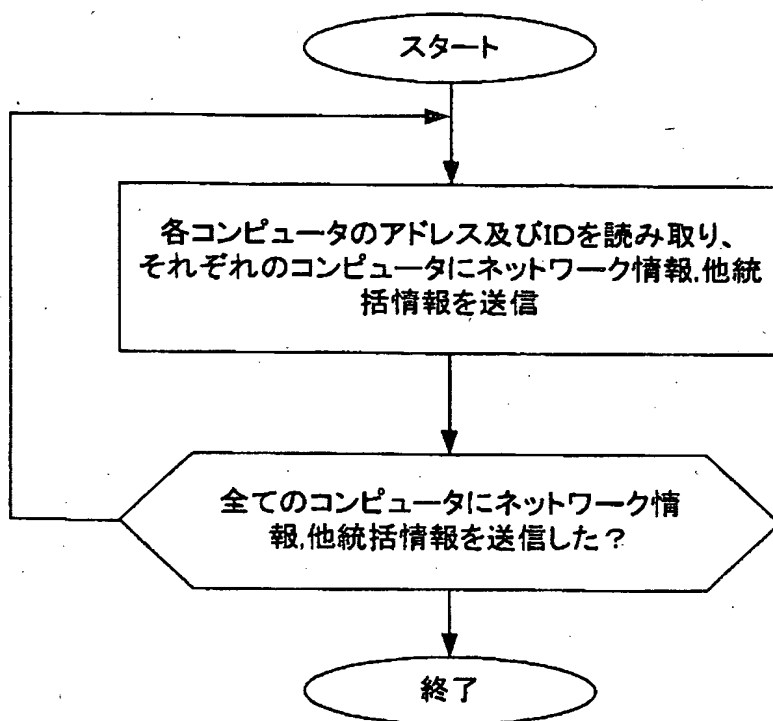 スタート
各コンピュータのアドレス及びIDを読み取り、
それぞれのコンピュータにネットワーク情報,他統
括情報を送信
全てのコンピュータにネットワーク情
報,他統括情報を送信した？
終了